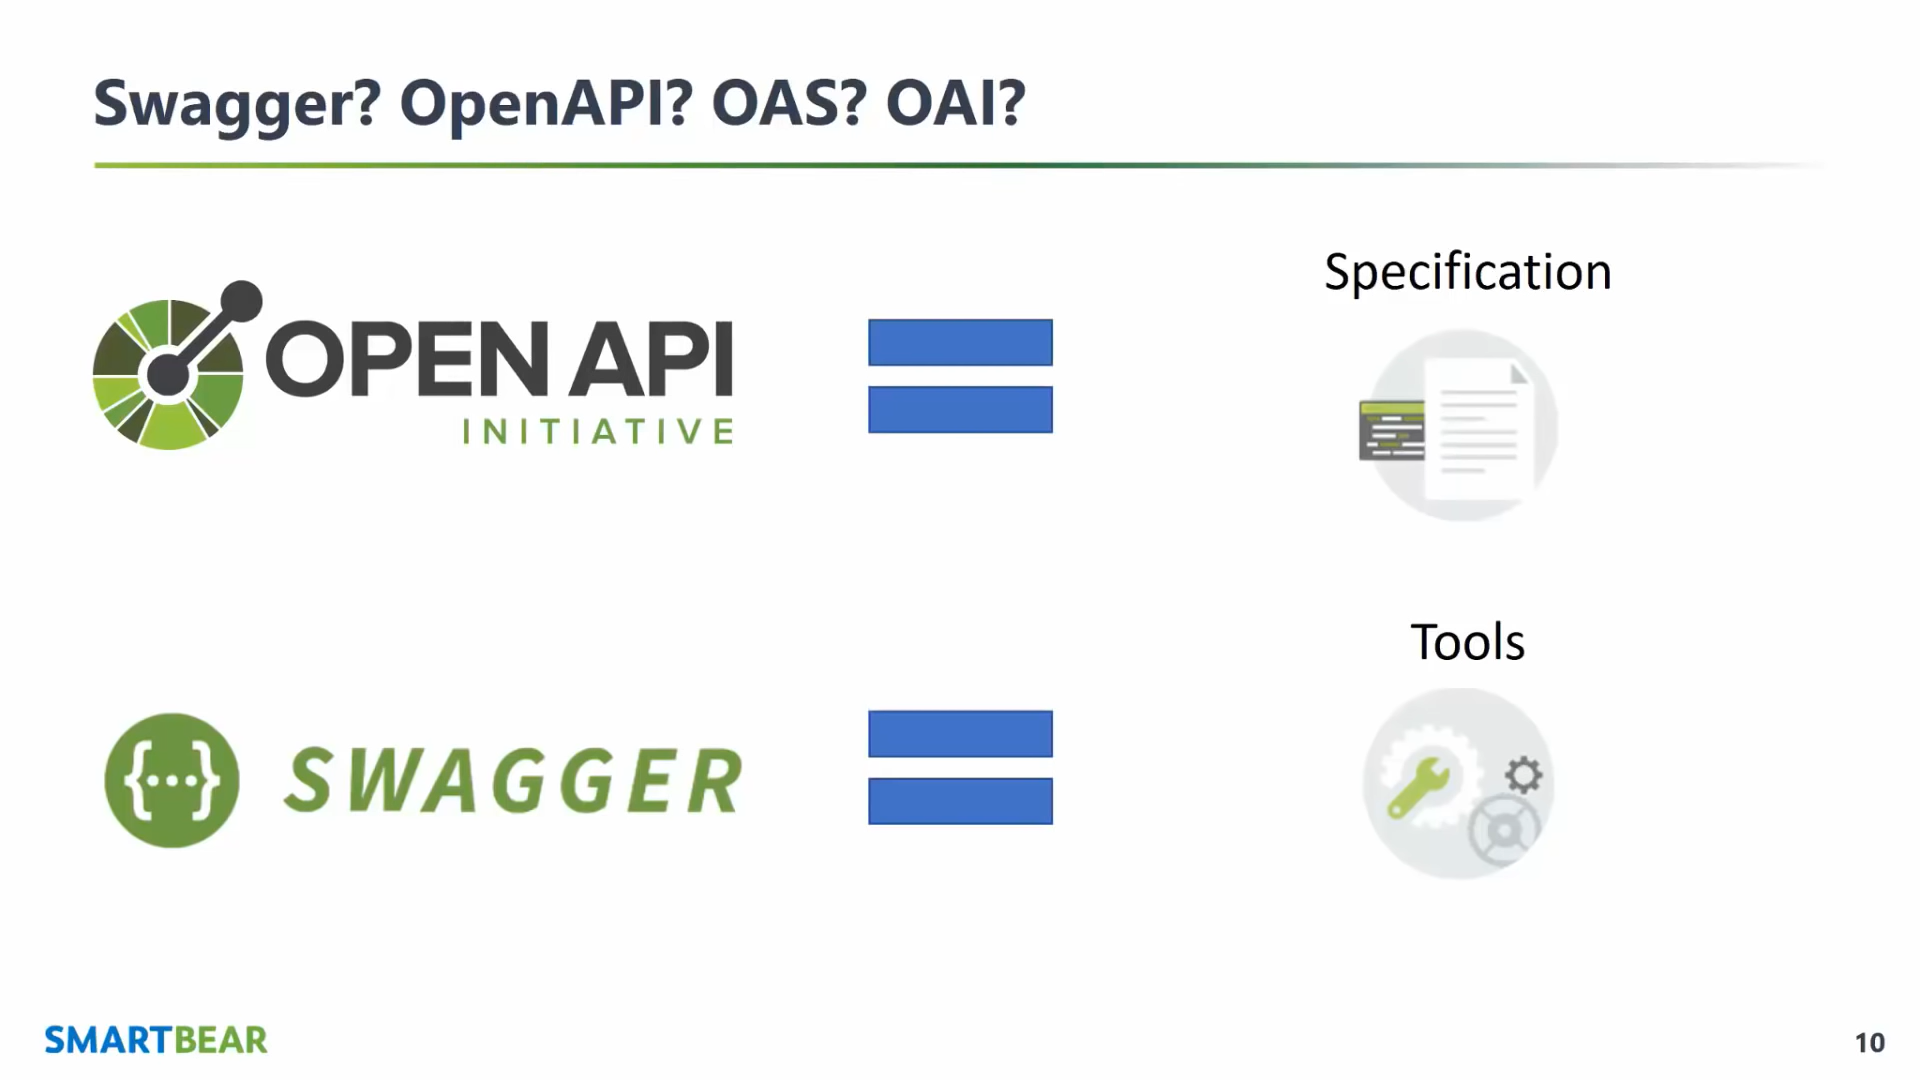 Swagger? OpenAPI? OAS? OAI?
Specification
OPEN API
INITIATIVE
Tools
{...} SWAGGER
SMARTBEAR
10